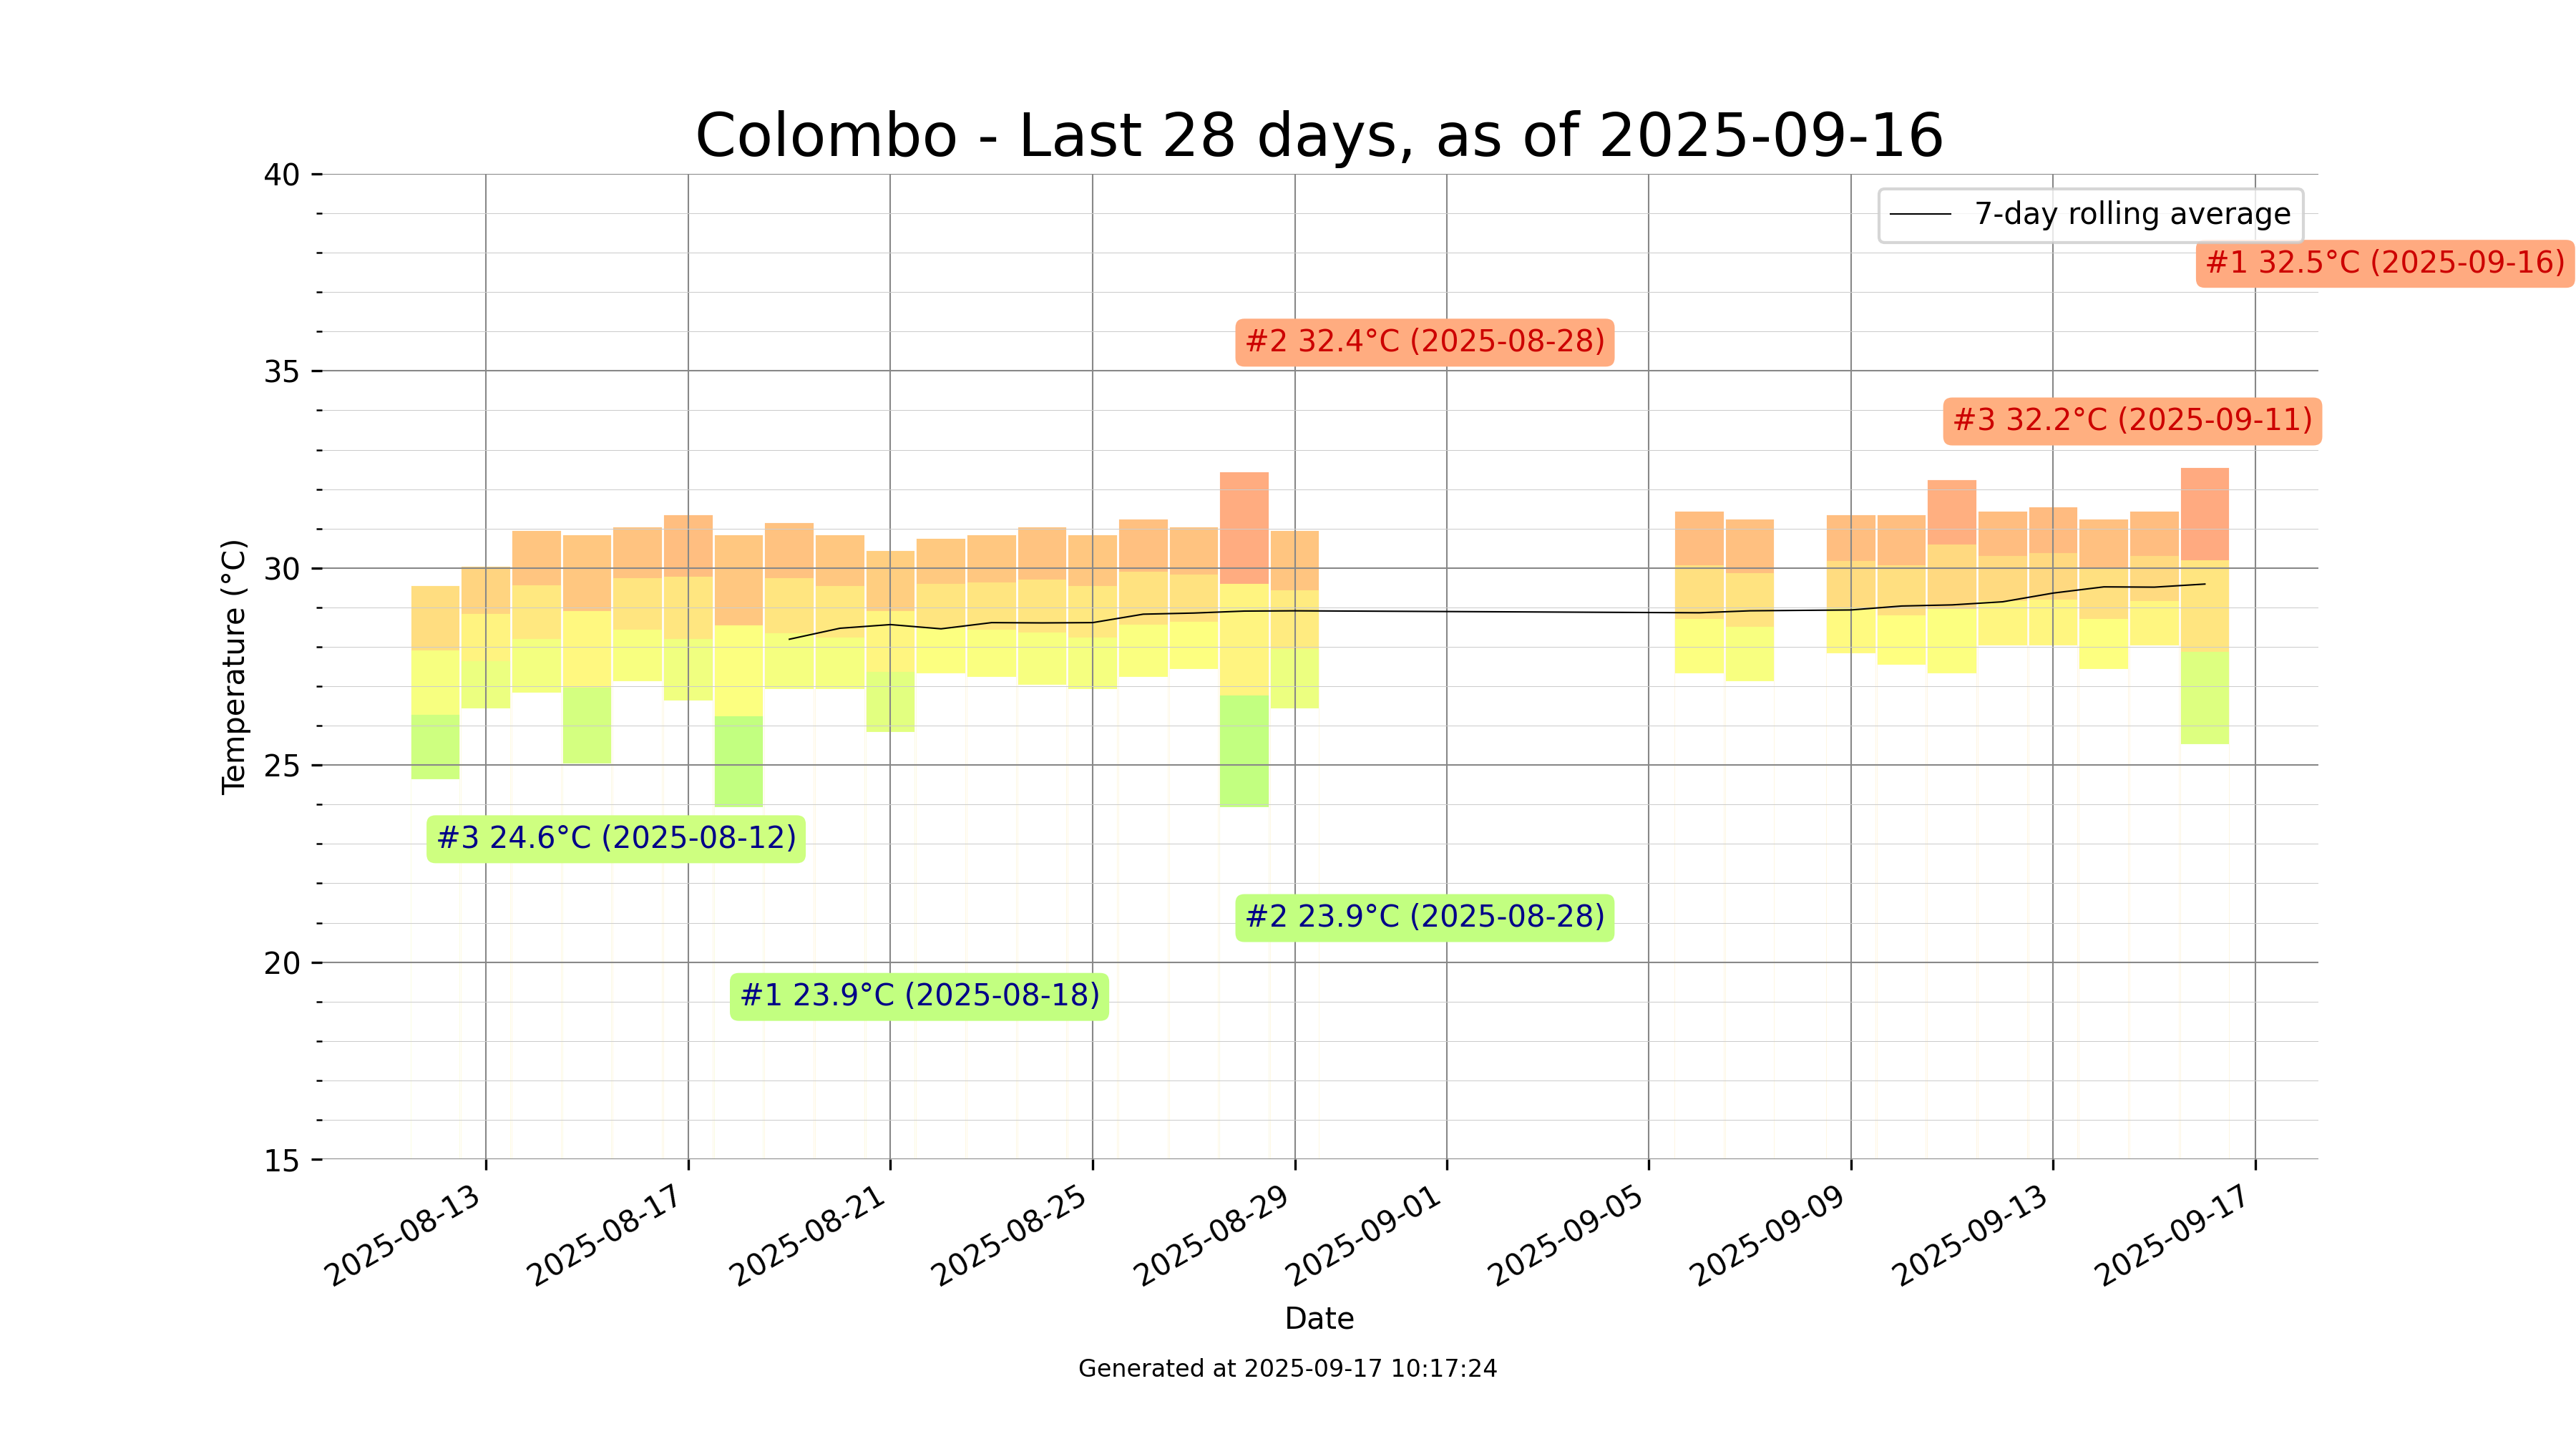 Colombo - Last 28 days, as of 2025-09-16
40
7-day rolling average
#1 32.5°C (2025-09-16)
#2 32.4°C (2025-08-28)
35
#3 32.2°C (2025-09-11)
30
Temperature (°C)
25
#3 24.6°C (2025-08-12)
#2 23.9°C (2025-08-28)
20
#1 23.9°C (2025-08-18)
15
2025-08-13
2025-08-17
2025-08-21
2025-08-25
2025-08-29
2025-09-01
2025-09-05
2025-09-09
2025-09-13
2025-09-17
Date
Generated at 2025-09-17 10:17:24